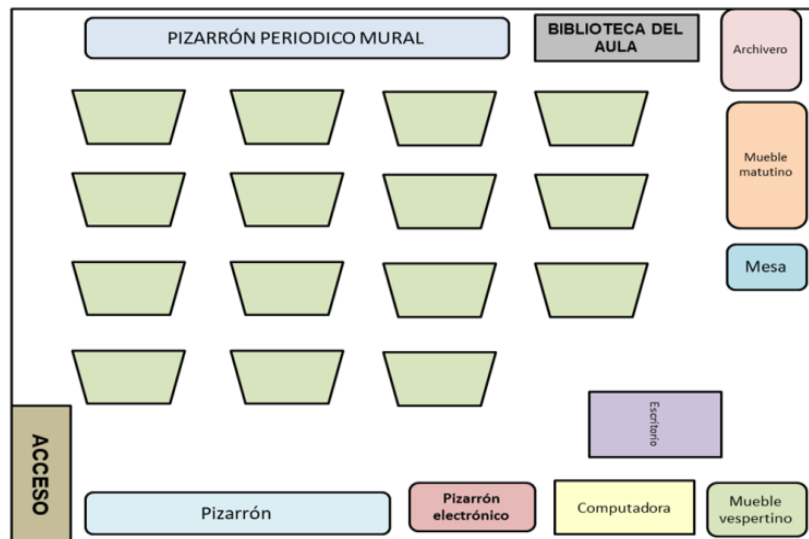 PIZARRÓN PERIODICO MURAL
BIBLIOTECA DEL
AULA
Archivero
Mueble
matutino
Mesa
Escritorio
ACCESO
Pizarrón
Pizarrón
electrónico
Computadora
Mueble
vespertino